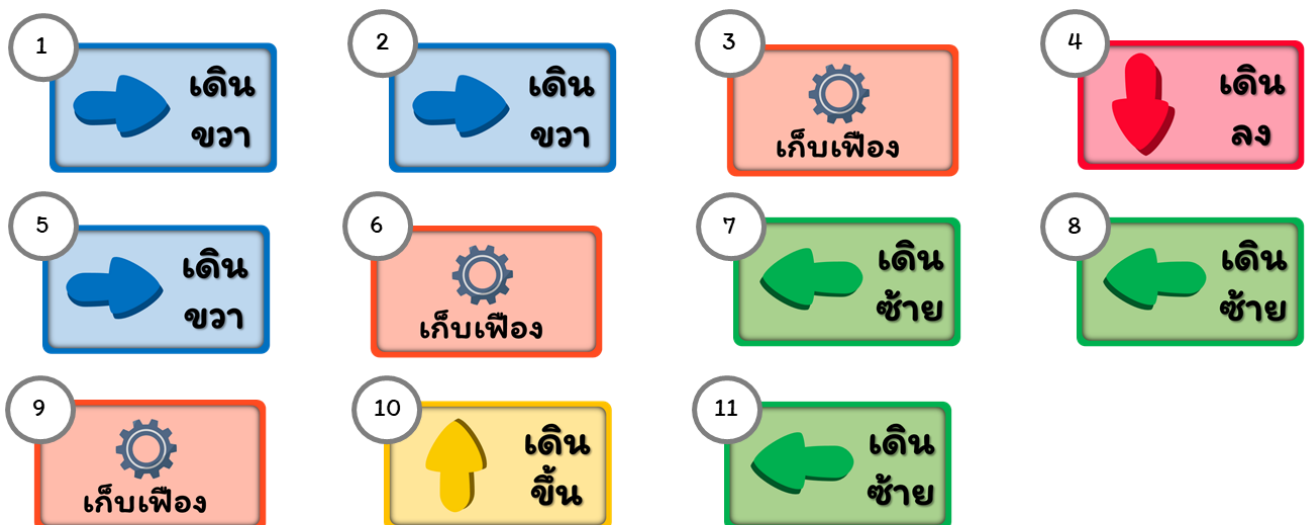 1
เดิน
ขวา
2
เดิน
ขวา
3
เก็บเฟือง
4
เดิน
ลง
5
เดิน
ขวา
6
เก็บเฟือง
7
เดิน
ซ้าย
8
เดิน
ซ้าย
9
เก็บเฟือง
10
เดิน
ขึ้น
11
เดิน
ซ้าย